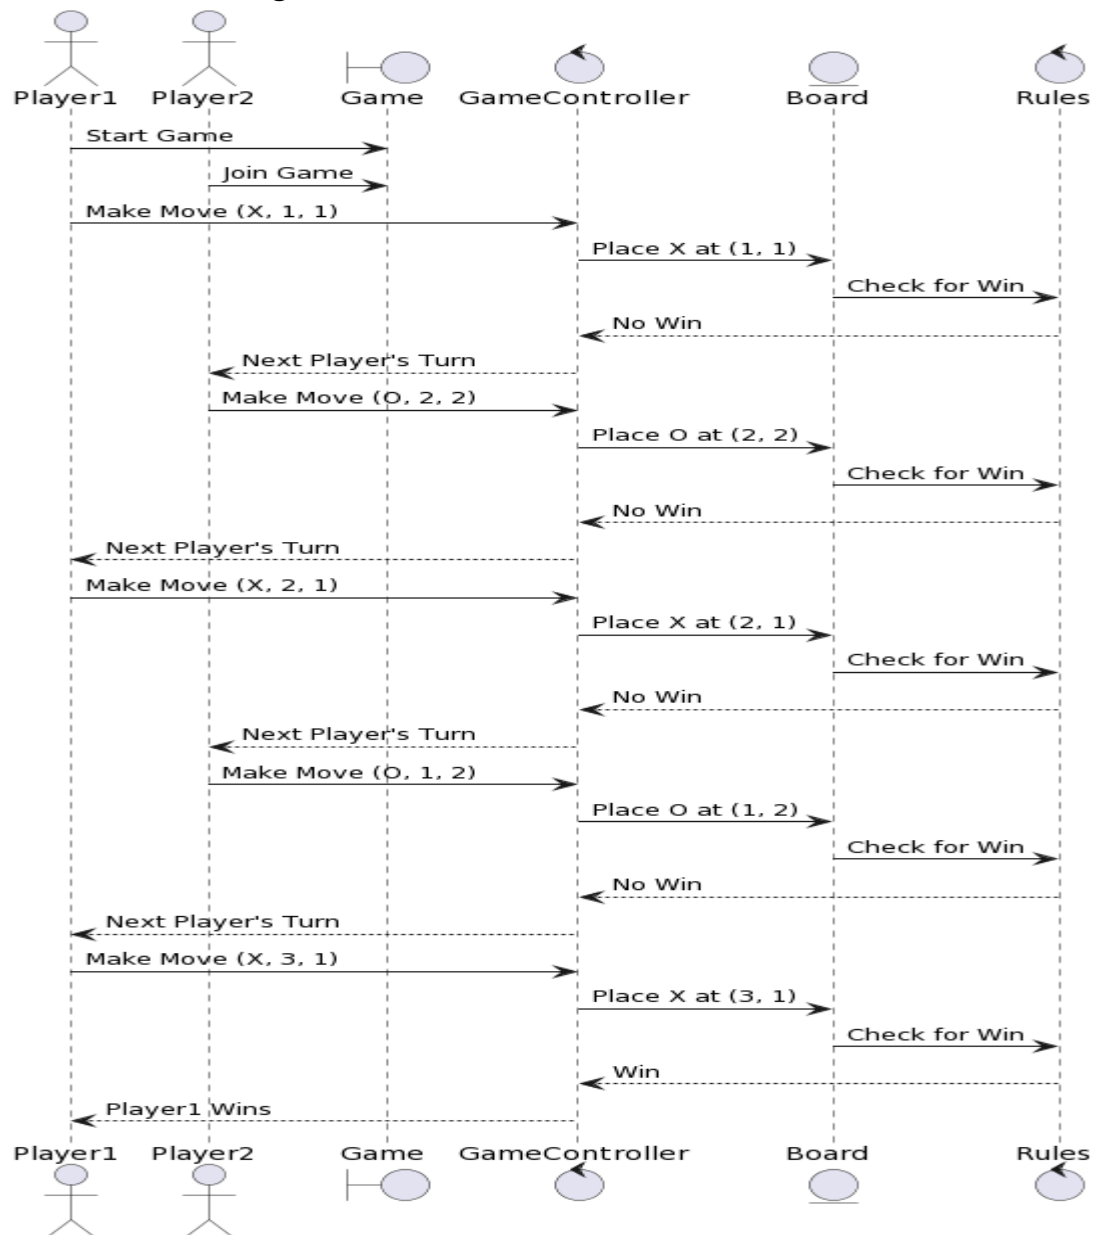 Player1 Player2 Game GameController Board Rules
Start Game
Join Game
Make Move (X, 1, 1)
Place X at (1, 1)
Check for Win
No Win
Next Player's Turn
Make Move (O, 2, 2)
Place O at (2, 2)
Check for Win
No Win
Next Player's Turn
Make Move (X, 2, 1)
Place X at (2, 1)
Check for Win
No Win
Next Player's Turn
Make Move (O, 1, 2)
Place O at (1, 2)
Check for Win
No Win
Next Player's Turn
Make Move (X, 3, 1)
Place X at (3, 1)
Check for Win
Win
Player1 Wins
Player1 Player2 Game GameController Board Rules